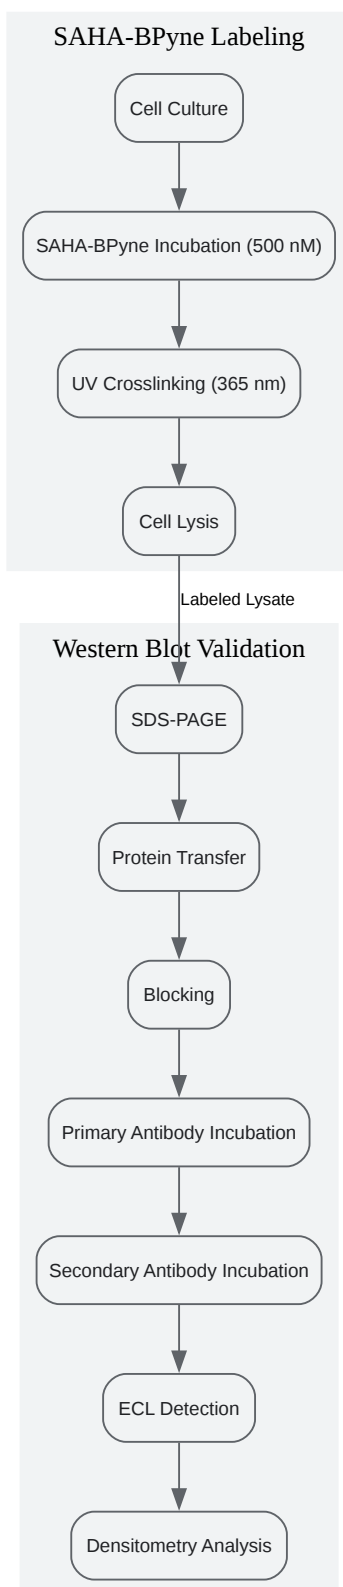 SAHA-BPyne Labeling
Cell Culture
SAHA-BPyne Incubation (500 nM)
UV Crosslinking (365 nm)
Cell Lysis
Labeled Lysate
Western Blot Validation
SDS-PAGE
Protein Transfer
Blocking
Primary Antibody Incubation
Secondary Antibody Incubation
ECL Detection
Densitometry Analysis